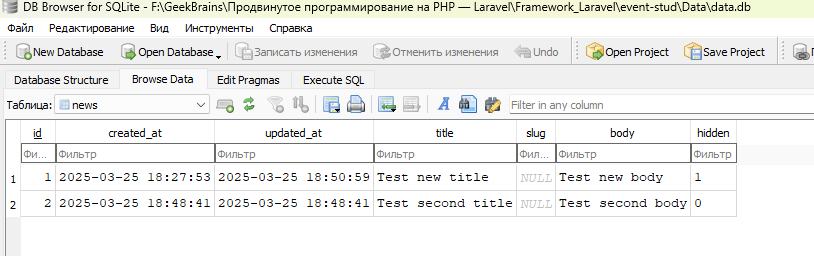 DB Browser for SQLite - F:\GeekBrains\Продвинутое программирование на PHP — Laravel\Framework_Laravel\event-stud\Data\data.db
Файл Редактирование Вид Инструменты Справка
New Database Open Database Записать изменения Отменить изменения Undo Open Project Save Project
Database Structure Browse Data Edit Pragmas Execute SQL
Таблица: news Filter in any column
id created_at updated_at title slug body hidden
Фи... Фильтр Фильтр Фильтр Фил... Фильтр Фильтр
1 1 2025-03-25 18:27:53 2025-03-25 18:50:59 Test new title NULL Test new body 1
2 2 2025-03-25 18:48:41 2025-03-25 18:48:41 Test second title NULL Test second body 0